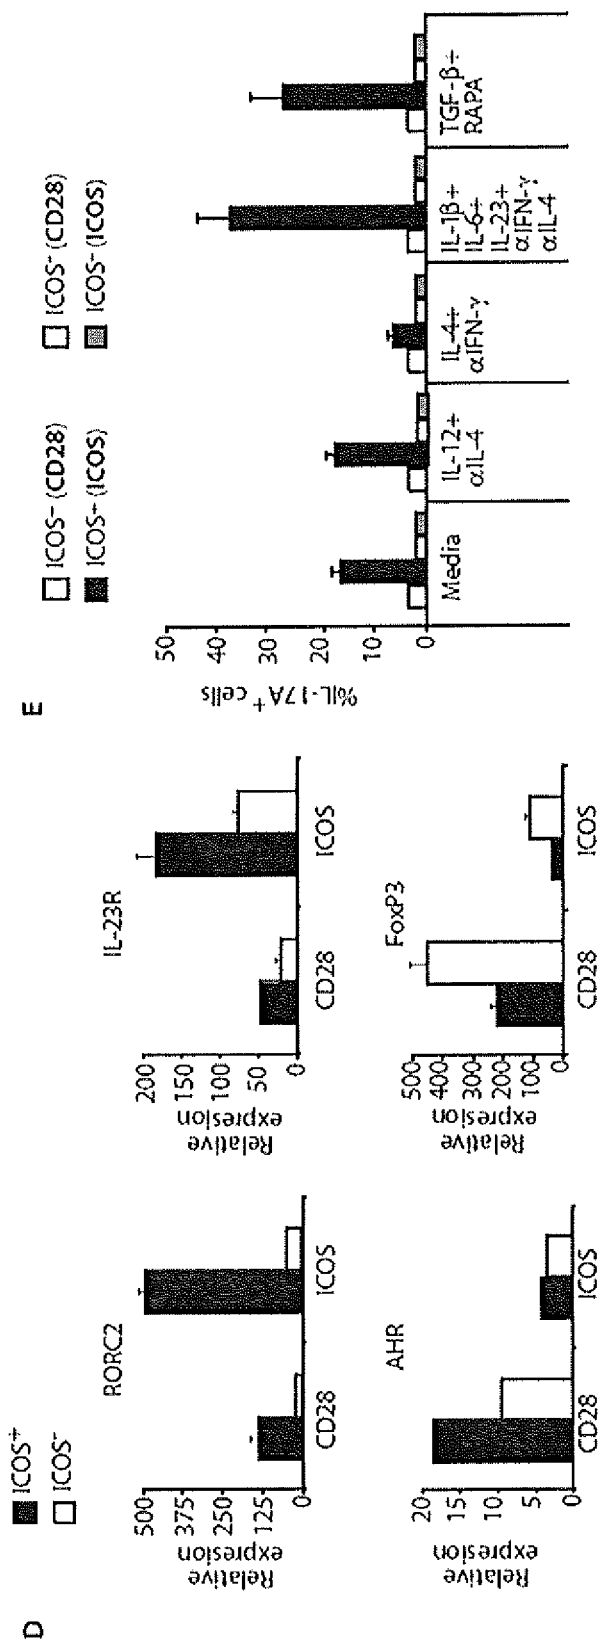 D
ICOS+
ICOS-
RORC2
Relative
expresion
500
375
250
125
0
CD28
ICOS
IL-23R
Relative
expresion
200
150
100
50
0
CD28
ICOS
AHR
Relative
expresion
20
15
10
5
0
CD28
ICOS
FoxP3
Relative
expresion
500
400
300
200
100
0
CD28
ICOS
E
ICOS- (CD28)
ICOS+ (ICOS)
ICOS- (CD28)
ICOS- (ICOS)
%IL-17A+ cells
50
40
30
20
10
0
Media
IL-12+
αIL-4
IL-4+
αIFN-γ
IL-1β+
IL-6+
IL-23+
αIFN-γ
αIL-4
TGF-β+
RAPA